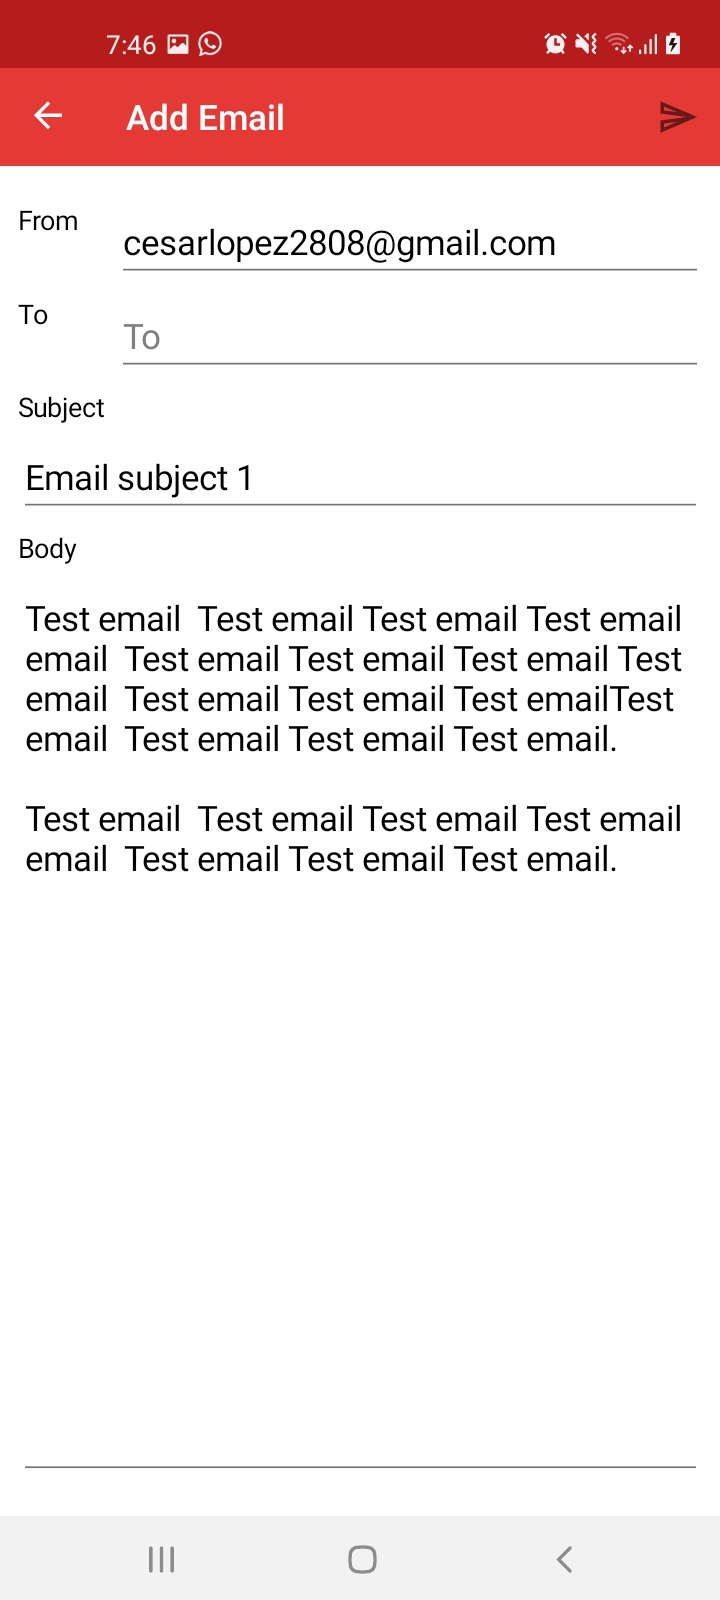 7:46
Add Email
From
cesarlopez2808@gmail.com
To
To
Subject
Email subject 1
Body
Test email  Test email Test email Test email
email  Test email Test email Test email Test
email  Test email Test email Test emailTest
email  Test email Test email Test email.
Test email  Test email Test email Test email
email  Test email Test email Test email.